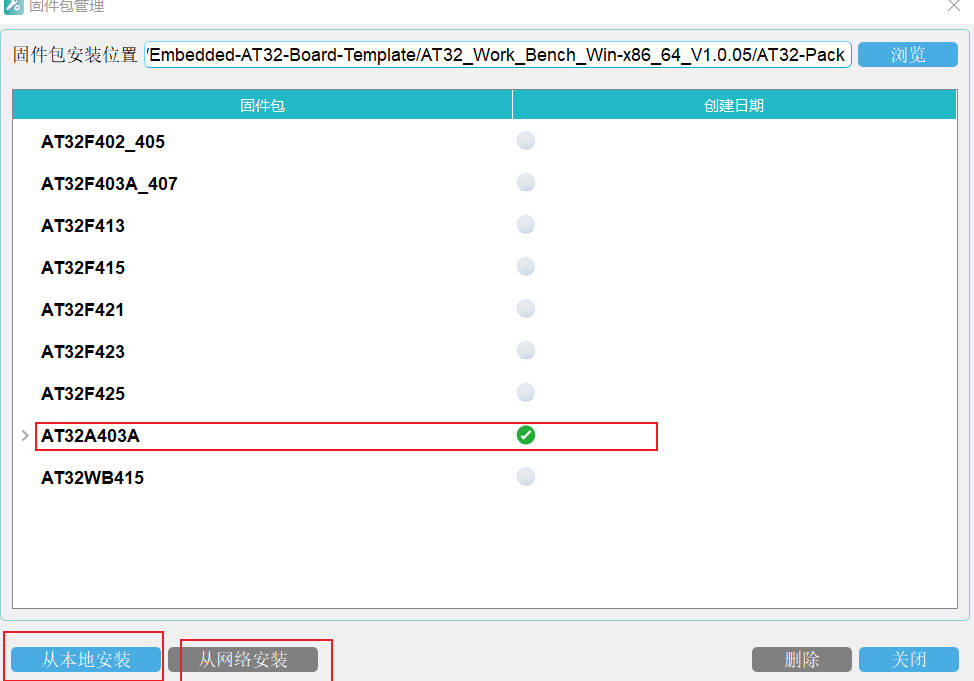 固件包管理
固件包安装位置 /Embedded-AT32-Board-Template/AT32_Work_Bench_Win-x86_64_V1.0.05/AT32-Pack 浏览
固件包 创建日期
AT32F402_405
AT32F403A_407
AT32F413
AT32F415
AT32F421
AT32F423
AT32F425
AT32A403A
AT32WB415
从本地安装 从网络安装 删除 关闭